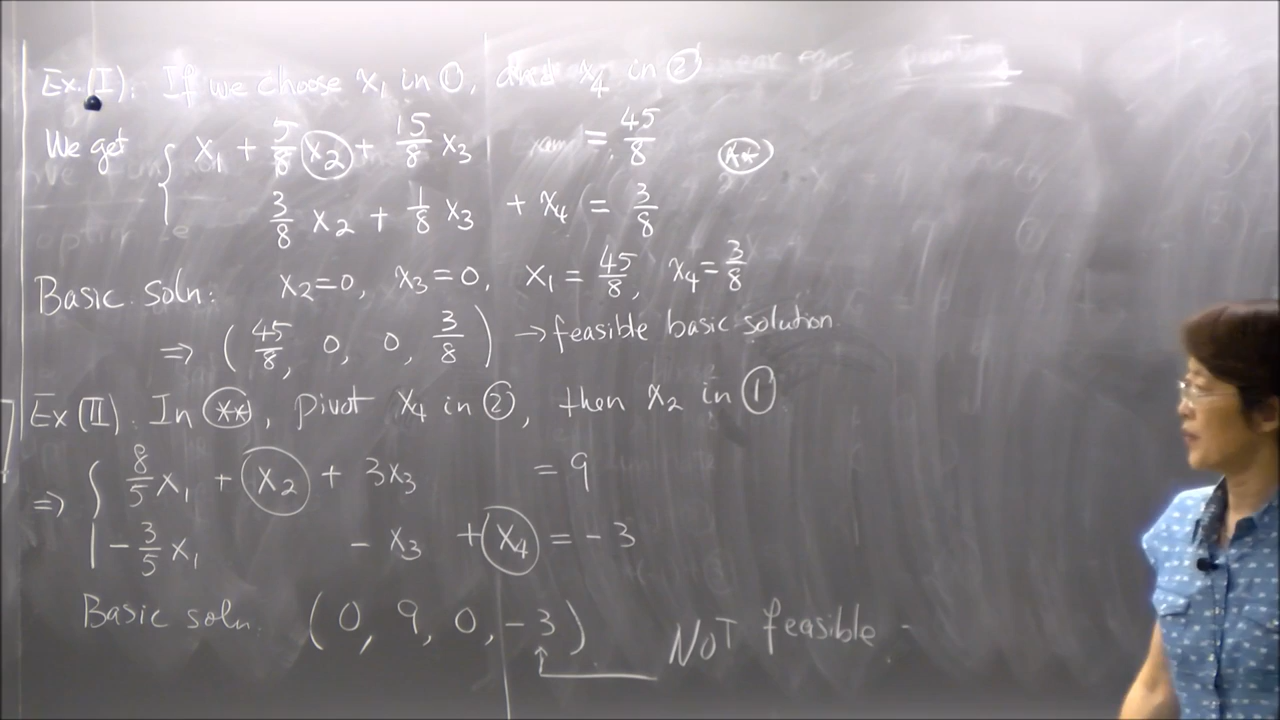 Ex.(I): If we choose x₁ in ①, and x₄ in ②
We get { x₁ + 5/8 x₂ + 15/8 x₃ = 45/8 (**)
3/8 x₂ + 1/8 x₃ + x₄ = 3/8
Basic soln: x₂=0, x₃=0, x₁ = 45/8, x₄ = 3/8
⇒ (45/8, 0, 0, 3/8) → feasible basic solution.
Ex(II). In (**), pivot x₄ in ②, then x₂ in ①
⇒ { 8/5 x₁ + x₂ + 3x₃ = 9
- 3/5 x₁ - x₃ + x₄ = -3
Basic soln. (0, 9, 0, -3)
NOT feasible.